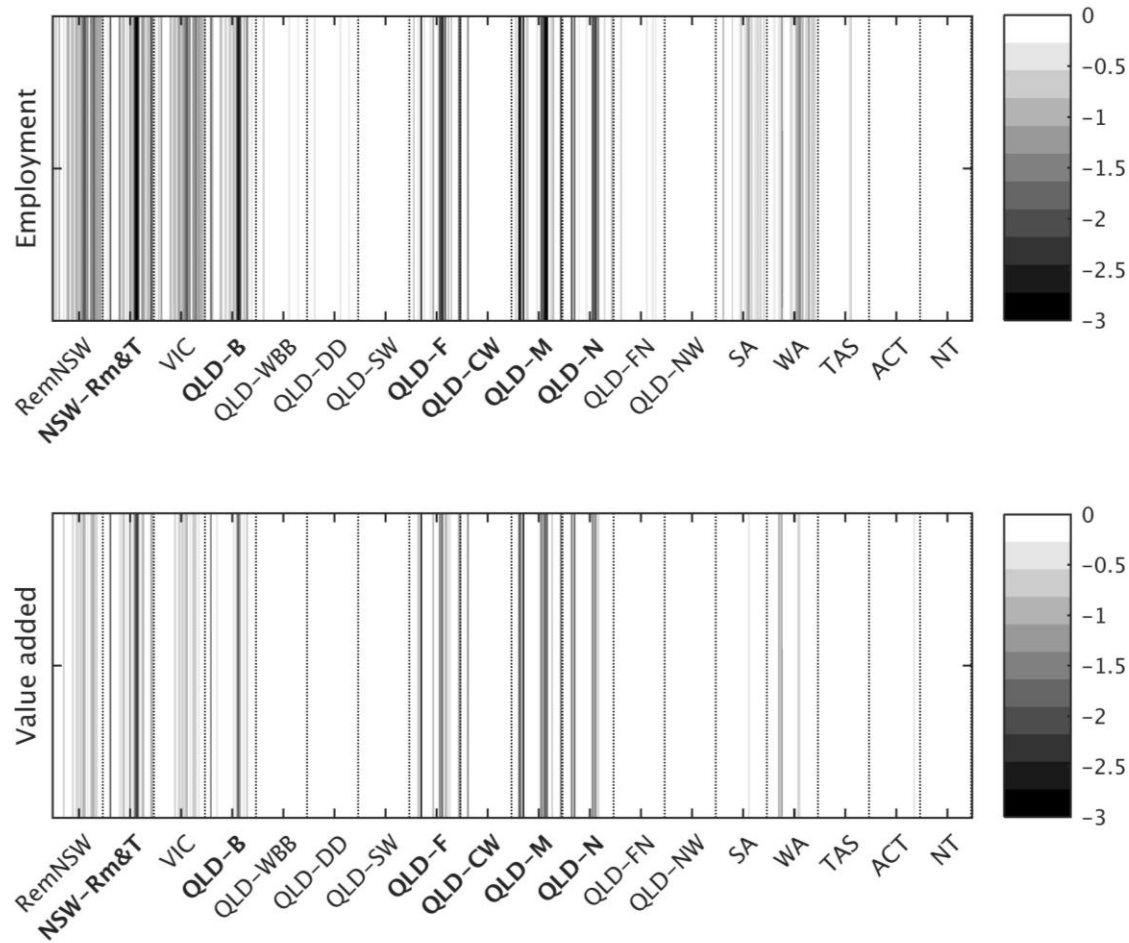 Employment
0
−0.5
−1
−1.5
−2
−2.5
−3
RemNSW
NSW−Rm&T
VIC
QLD−B
QLD−WBB
QLD−DD
QLD−SW
QLD−F
QLD−CW
QLD−M
QLD−N
QLD−FN
QLD−NW
SA
WA
TAS
ACT
NT
Value added
0
−0.5
−1
−1.5
−2
−2.5
−3
RemNSW
NSW−Rm&T
VIC
QLD−B
QLD−WBB
QLD−DD
QLD−SW
QLD−F
QLD−CW
QLD−M
QLD−N
QLD−FN
QLD−NW
SA
WA
TAS
ACT
NT